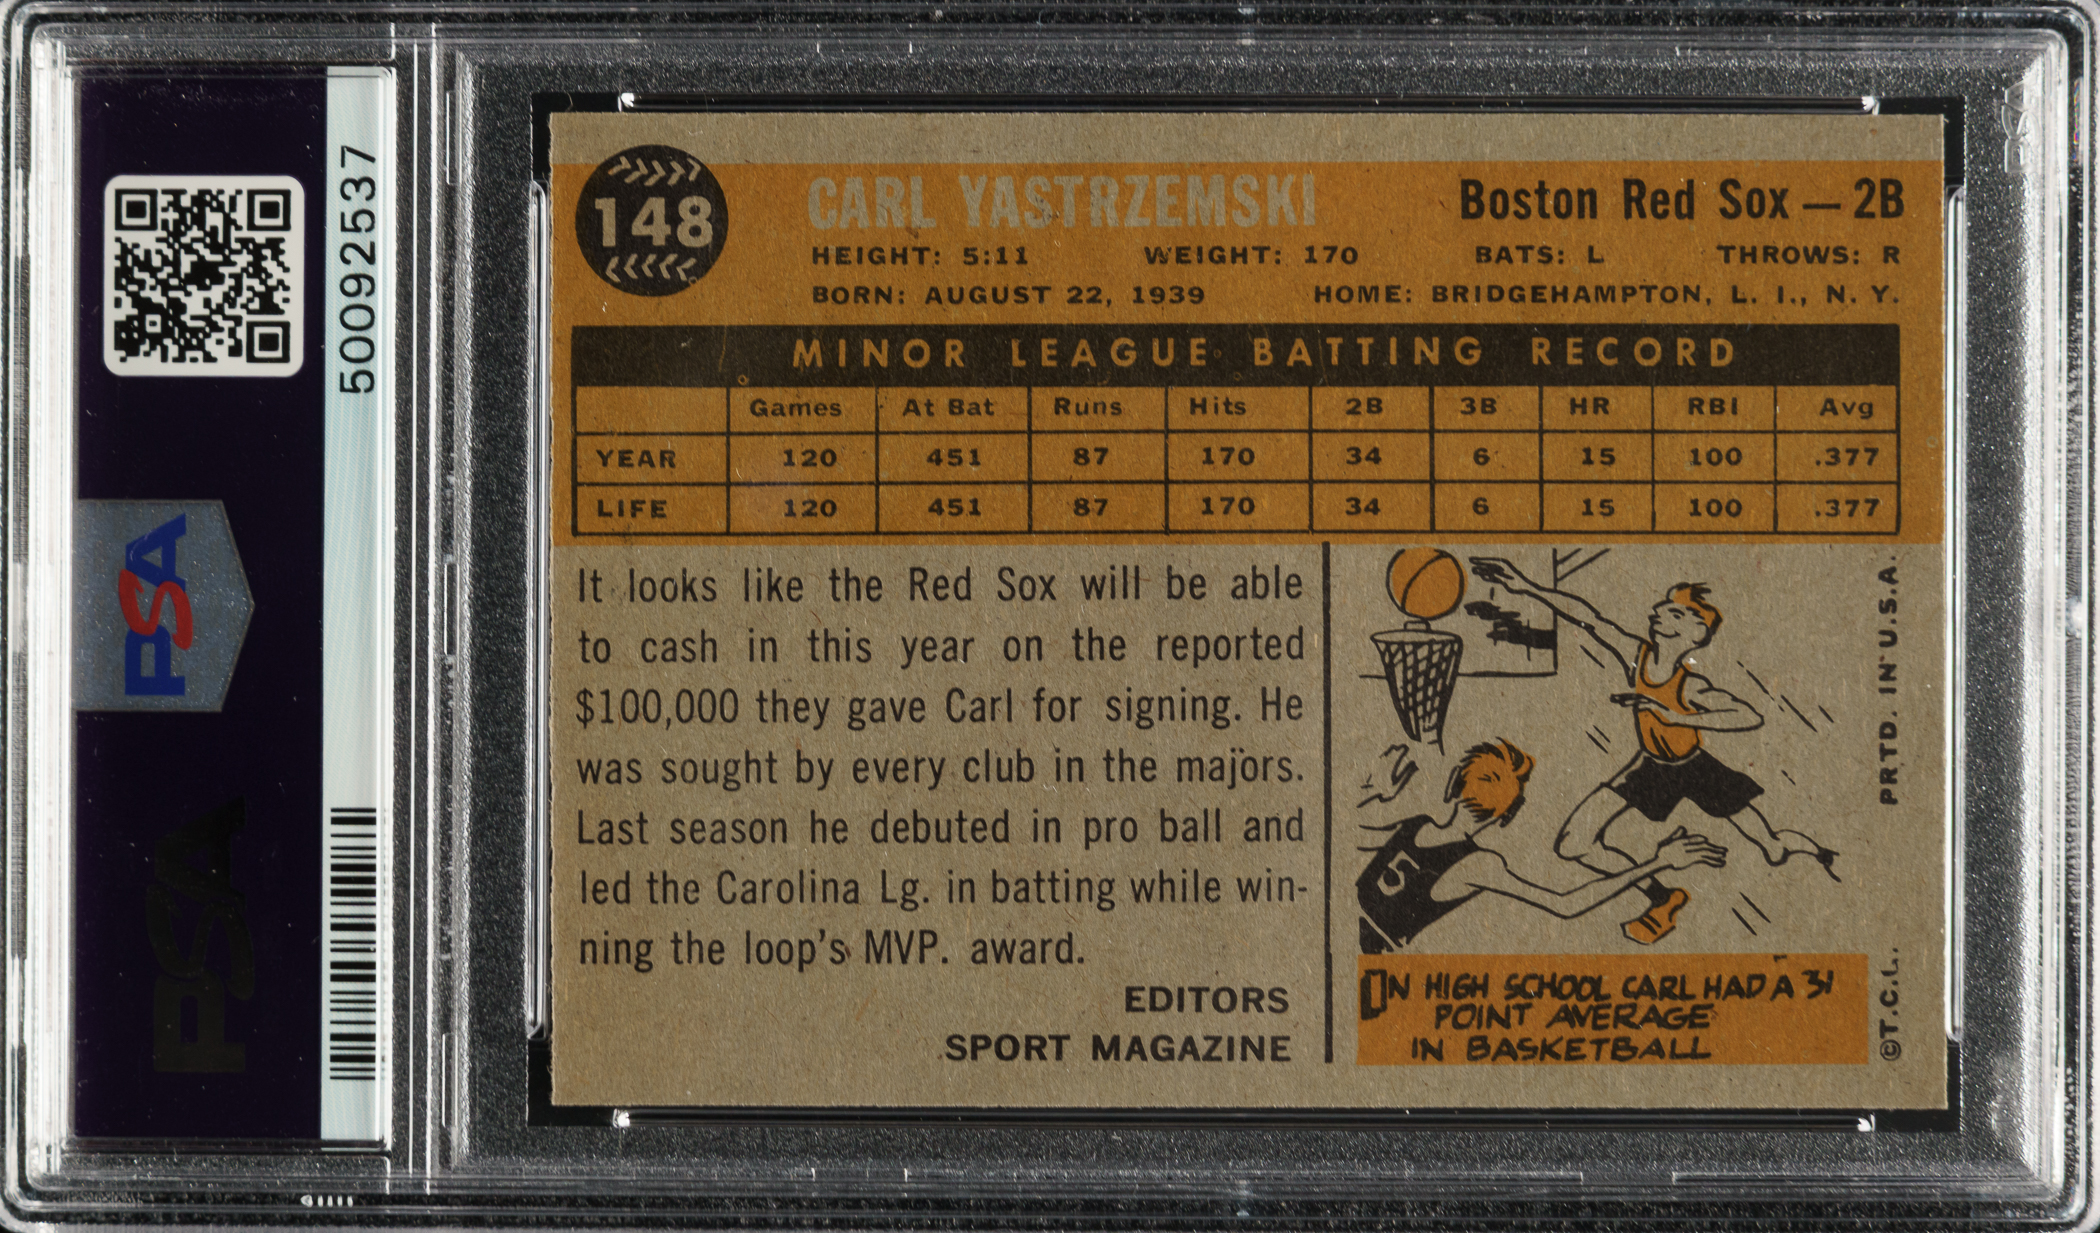 50092537
PSA
PSA
148
CARL YASTRZEMSKI
Boston Red Sox — 2B
HEIGHT: 5:11 WEIGHT: 170 BATS: L THROWS: R
BORN: AUGUST 22, 1939 HOME: BRIDGEHAMPTON, L. I., N. Y.
MINOR LEAGUE BATTING RECORD
Games At Bat Runs Hits 2B 3B HR RBI Avg
YEAR 120 451 87 170 34 6 15 100 .377
LIFE 120 451 87 170 34 6 15 100 .377
It looks like the Red Sox will be able
to cash in this year on the reported
$100,000 they gave Carl for signing. He
was sought by every club in the majors.
Last season he debuted in pro ball and
led the Carolina Lg. in batting while win-
ning the loop's MVP. award.
EDITORS
SPORT MAGAZINE
5
IN HIGH SCHOOL CARL HAD A 31
POINT AVERAGE
IN BASKETBALL
©T.C.G. PRTD. IN U.S.A.
PSA